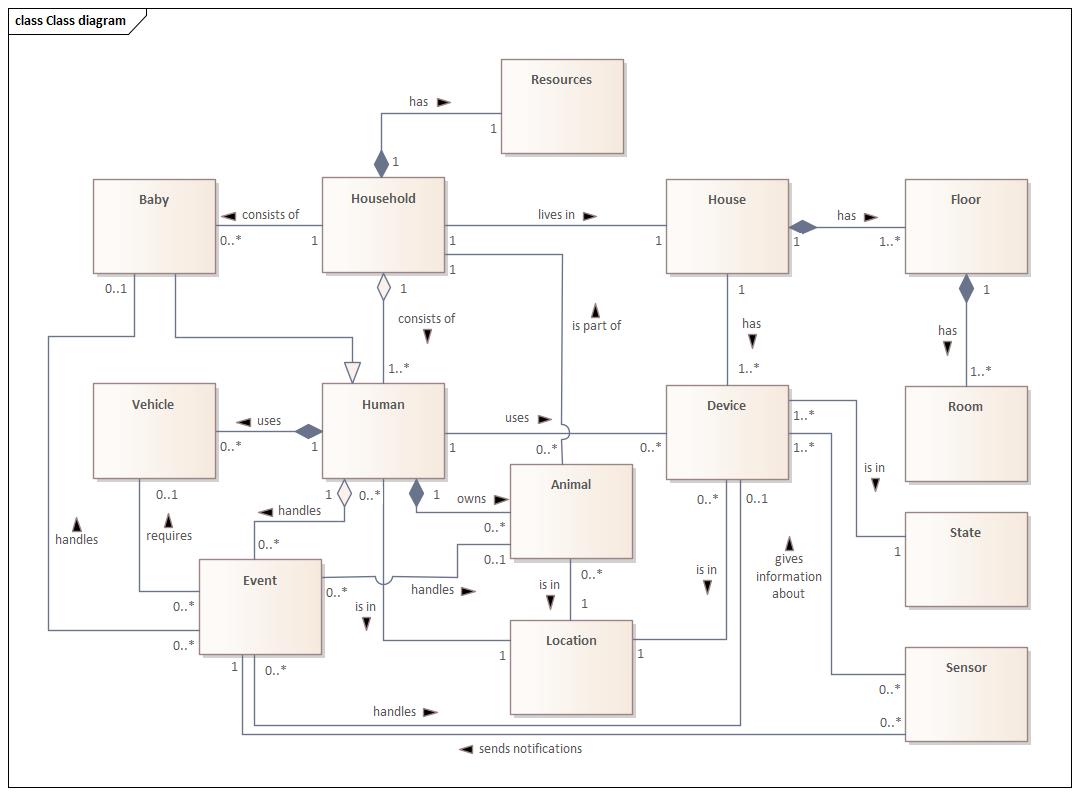 class Class diagram
Resources
has
1
1
Baby
Household
House
Floor
consists of
lives in
has
0..*
1
1
1
1
1..*
1
1
1
1
0..1
consists of
is part of
has
has
1..*
1..*
1..*
Vehicle
Human
Device
Room
uses
uses
1..*
0..*
1
1
0..*
0..*
1..*
Animal
is in
0..1
1
0..*
1
owns
0..*
0..1
handles
0..*
handles
requires
State
0..*
0..1
1
Event
is in
0..*
is in
gives
information
about
handles
0..*
is in
1
0..*
Location
0..*
1
1
Sensor
1
0..*
0..*
handles
0..*
sends notifications